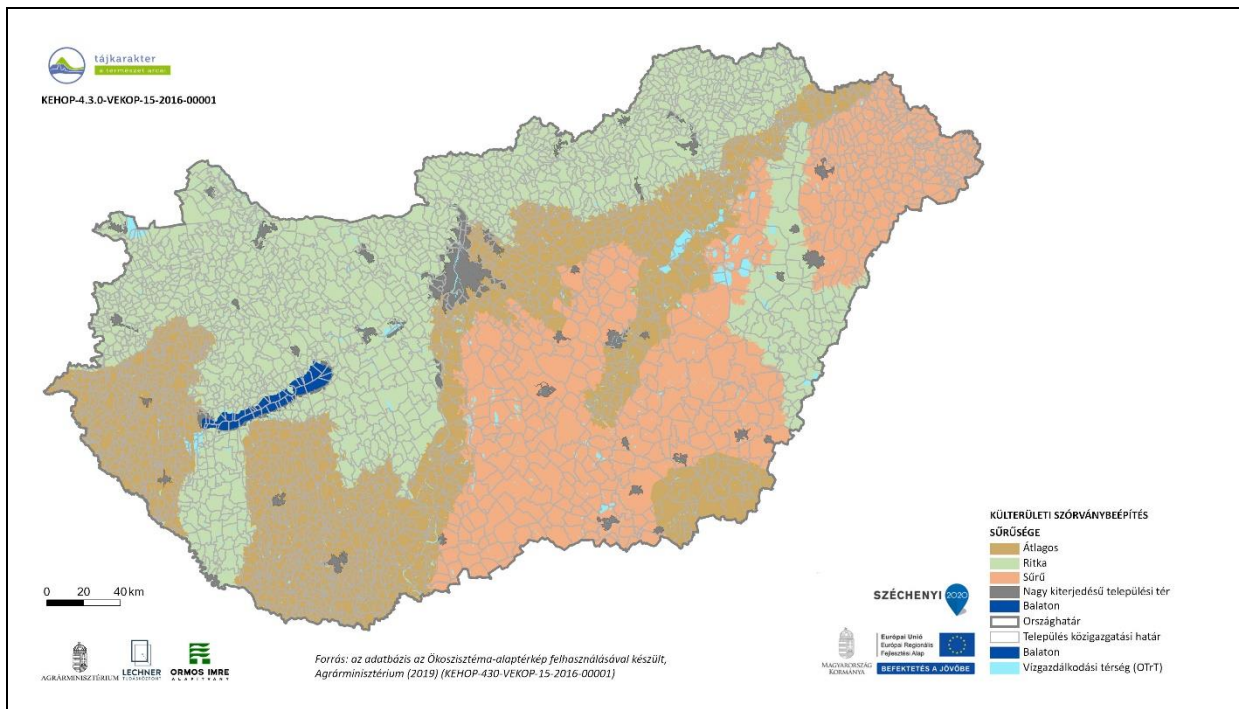 tájkarakter
a természet arcai
KEHOP-4.3.0-VEKOP-15-2016-00001
KÜLTERÜLETI SZÓRVÁNYBEÉPÍTÉS
SŰRŰSÉGE
Átlagos
Ritka
Sűrű
Nagy kiterjedésű települési tér
Balaton
Országhatár
Település közigazgatási határ
Balaton
Vízgazdálkodási térség (OTrT)
0 20 40 km
SZÉCHENYI 2020
AGRÁRMINISZTÉRIUM
LECHNER
TUDÁSKÖZPONT
ORMOS IMRE
ALAPÍTVÁNY
Forrás: az adatbázis az Ökoszisztéma-alaptérkép felhasználásával készült,
Agrárminisztérium (2019) (KEHOP-430-VEKOP-15-2016-00001)
MAGYARORSZÁG
KORMÁNYA
Európai Unió
Európai Regionális
Fejlesztési Alap
BEFEKTETÉS A JÖVŐBE